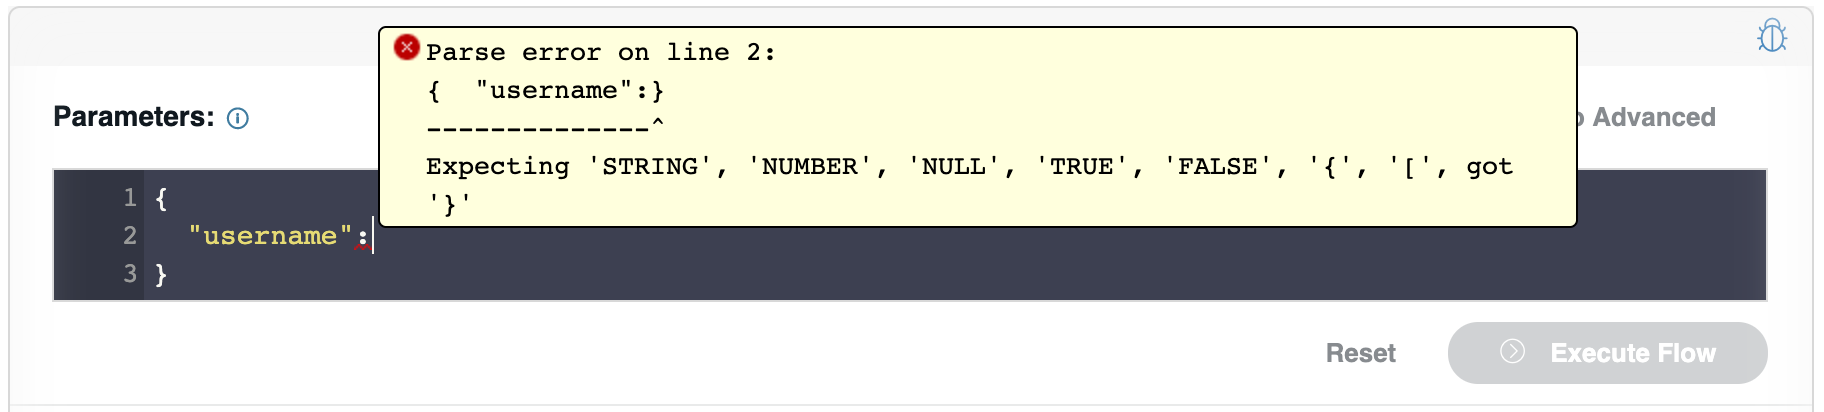 Parse error on line 2:
{  "username":}
--------------^
Expecting 'STRING', 'NUMBER', 'NULL', 'TRUE', 'FALSE', '{', '[', got
'}'
Parameters:
Advanced
1 {
2   "username":
3 }
Reset
Execute Flow